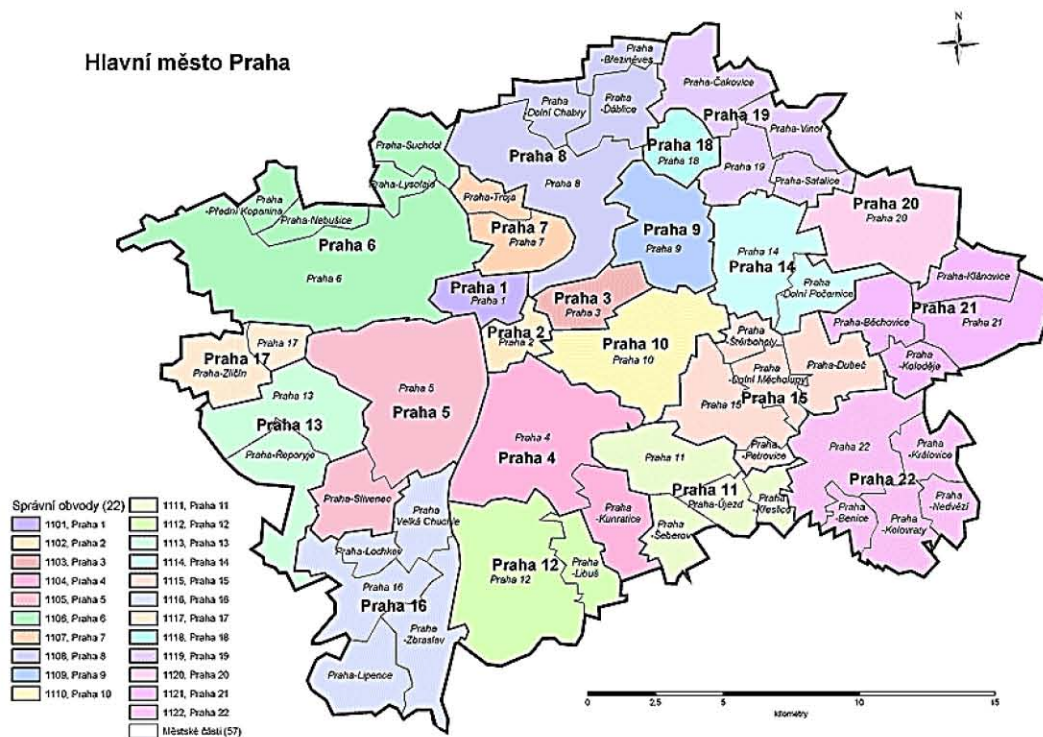 Hlavní město Praha
N
Praha
-Březiněves
Praha-Čakovice
Praha
-Dolní Chabry
Praha
-Ďáblice
Praha 19
Praha-Vinoř
Praha-Suchdol
Praha 18
Praha 18
Praha 8
Praha 8
Praha 19
Praha-Satalice
Praha-Lysolaje
Praha-Troja
Praha
-Přední Kopanina
Praha-Nebušice
Praha 20
Praha 20
Praha 7
Praha 7
Praha 9
Praha 9
Praha 6
Praha 6
Praha 14
Praha 14
Praha
-Dolní Počernice
Praha-Klánovice
Praha 1
Praha 1
Praha 3
Praha 3
Praha 21
Praha 21
Praha-Běchovice
Praha 2
Praha 2
Praha
-Štěrboholy
Praha 10
Praha 10
Praha 17
Praha 17
Praha-Zličín
Praha
-Koloděje
Praha-Dubeč
Praha
-Dolní Měcholupy
Praha 15
Praha 15
Praha 5
Praha 5
Praha 13
Praha 13
Praha-Řeporyje
Praha 4
Praha 4
Praha
-Petrovice
Praha 22
Praha 22
Praha
-Královice
Praha 11
Praha 11
Praha-Újezd
Praha
-Křeslice
Praha
-Nedvězí
Praha-Slivenec
Praha
-Kunratice
Praha
-Benice
Praha
-Kolovraty
Praha
-Velká Chuchle
Praha
-Šeberov
Praha-Lochkov
Praha 12
Praha 12
Praha
-Libuš
Praha 16
Praha 16
Praha
-Zbraslav
Praha-Lipence
Správní obvody (22)
1101, Praha 1
1102, Praha 2
1103, Praha 3
1104, Praha 4
1105, Praha 5
1106, Praha 6
1107, Praha 7
1108, Praha 8
1109, Praha 9
1110, Praha 10
1111, Praha 11
1112, Praha 12
1113, Praha 13
1114, Praha 14
1115, Praha 15
1116, Praha 16
1117, Praha 17
1118, Praha 18
1119, Praha 19
1120, Praha 20
1121, Praha 21
1122, Praha 22
Městské části (57)
0 2.5 5 10 15
kilometry